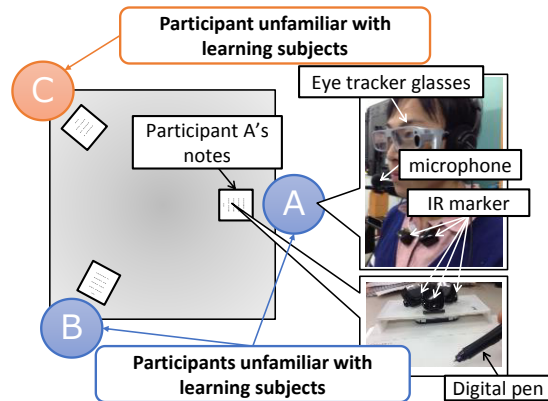 Participant unfamiliar with
learning subjects
C
Eye tracker glasses
Participant A's
notes
microphone
A
IR marker
B
Participants unfamiliar with
learning subjects
Digital pen